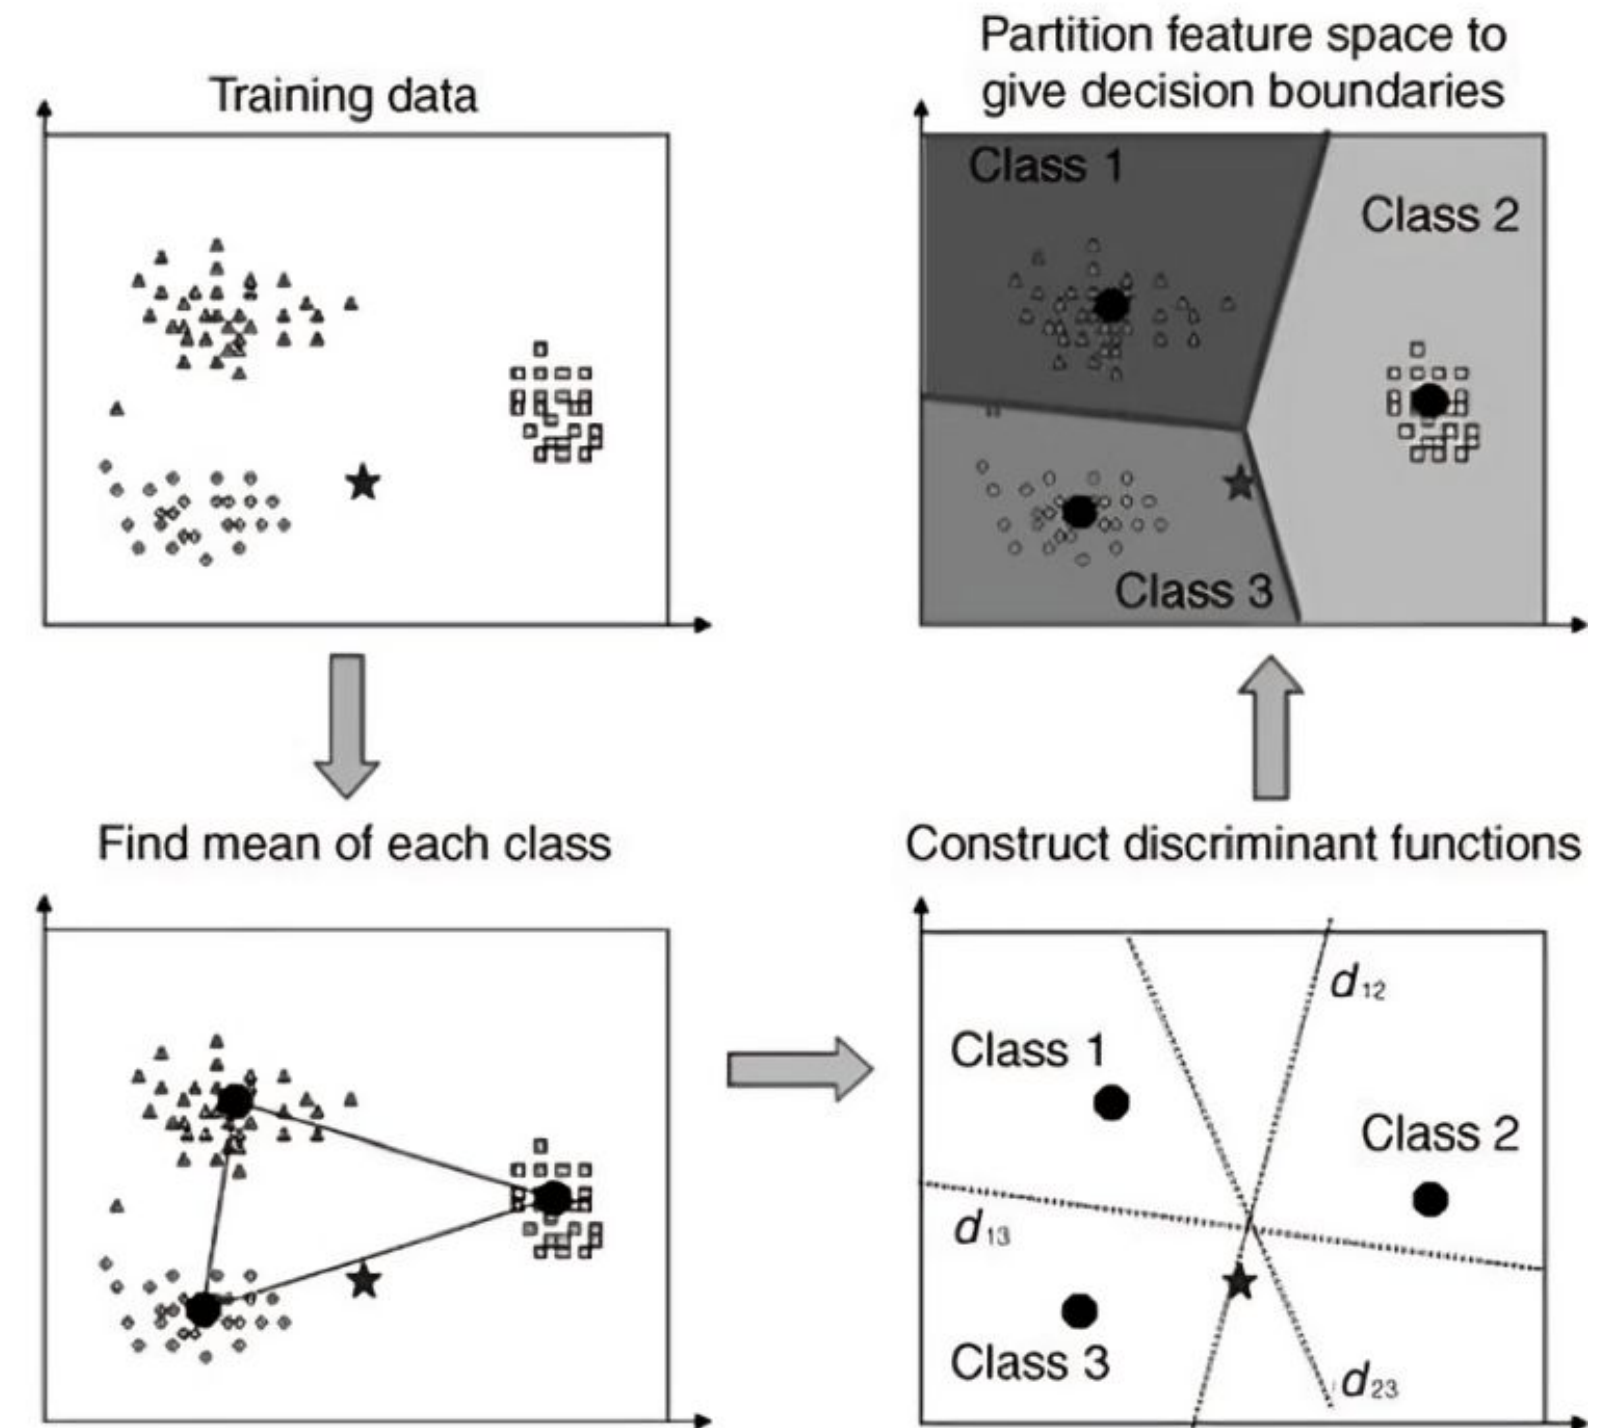 Training data
Partition feature space to
give decision boundaries
Class 1
Class 2
Class 3
Find mean of each class
Construct discriminant functions
d12
Class 1
Class 2
d13
Class 3
d23